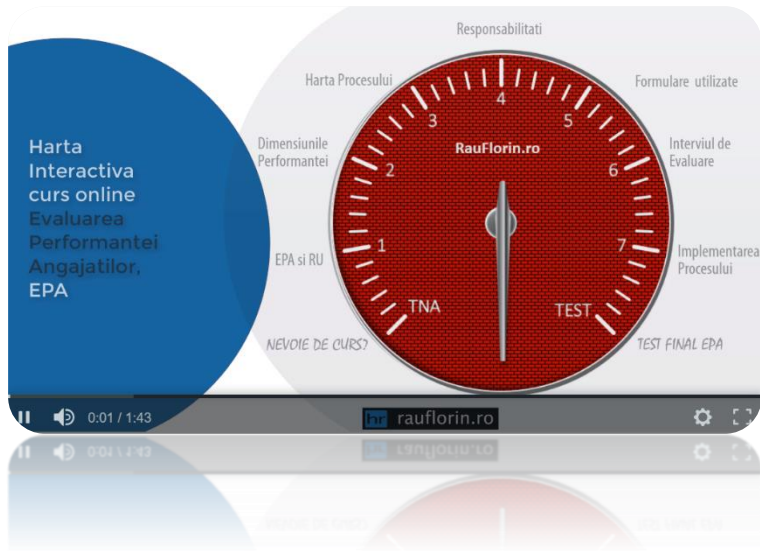 Harta
Interactiva
curs online
Evaluarea
Performantei
Angajatilor,
EPA
Responsabilitati
Harta Procesului
Formulare utilizate
Dimensiunile
Performantei
Interviul de
Evaluare
EPA si RU
Implementarea
Procesului
NEVOIE DE CURS?
TEST FINAL EPA
RauFlorin.ro
TNA
1
2
3
4
5
6
7
TEST
0:01 / 1:43
hr rauflorin.ro